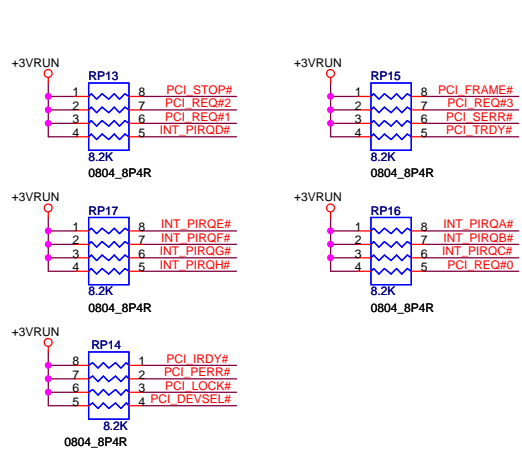 +3VRUN
RP13
1 8 PCI_STOP#
2 7 PCI_REQ#2
3 6 PCI_REQ#1
4 5 INT_PIRQD#
8.2K
0804_8P4R
+3VRUN
RP15
1 8 PCI_FRAME#
2 7 PCI_REQ#3
3 6 PCI_SERR#
4 5 PCI_TRDY#
8.2K
0804_8P4R
+3VRUN
RP17
1 8 INT_PIRQE#
2 7 INT_PIRQF#
3 6 INT_PIRQG#
4 5 INT_PIRQH#
8.2K
0804_8P4R
+3VRUN
RP16
1 8 INT_PIRQA#
2 7 INT_PIRQB#
3 6 INT_PIRQC#
4 5 PCI_REQ#0
8.2K
0804_8P4R
+3VRUN
RP14
8 1 PCI_IRDY#
7 2 PCI_PERR#
6 3 PCI_LOCK#
5 4 PCI_DEVSEL#
8.2K
0804_8P4R